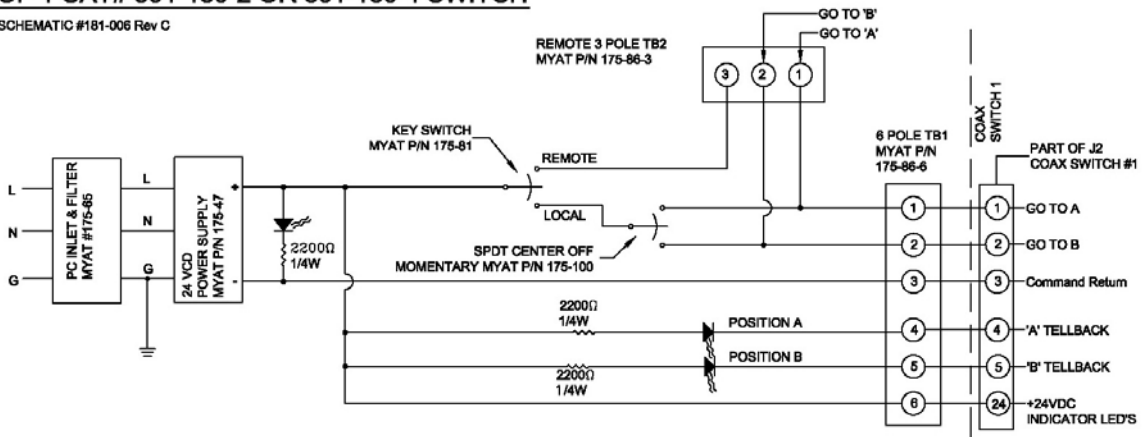 SCHEMATIC #181-006 Rev C
GO TO 'B'
GO TO 'A'
REMOTE 3 POLE TB2
MYAT P/N 175-86-3
3
2
1
KEY SWITCH
MYAT P/N 175-81
REMOTE
LOCAL
6 POLE TB1
MYAT P/N
175-86-6
COAX
SWITCH 1
PART OF J2
COAX SWITCH #1
L
N
G
PC INLET & FILTER
MYAT #175-65
L
N
G
24 VCD
POWER SUPPLY
MYAT P/N 175-47
+
-
2200Ω
1/4W
SPDT CENTER OFF
MOMENTARY MYAT P/N 175-100
1
1
GO TO A
2
2
GO TO B
3
3
Command Return
2200Ω
1/4W
POSITION A
4
4
'A' TELLBACK
POSITION B
2200Ω
1/4W
5
5
'B' TELLBACK
6
24
+24VDC
INDICATOR LED'S